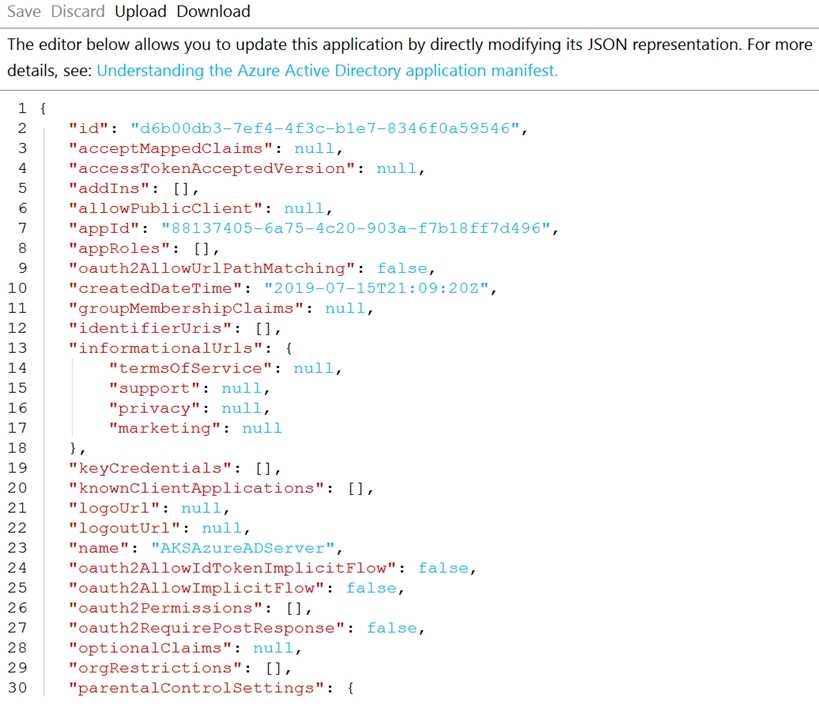 Save Discard Upload Download
The editor below allows you to update this application by directly modifying its JSON representation. For more
details, see: Understanding the Azure Active Directory application manifest.
1 {
2 "id": "d6b00db3-7ef4-4f3c-b1e7-8346f0a59546",
3 "acceptMappedClaims": null,
4 "accessTokenAcceptedVersion": null,
5 "addIns": [],
6 "allowPublicClient": null,
7 "appId": "88137405-6a75-4c20-903a-f7b18ff7d496",
8 "appRoles": [],
9 "oauth2AllowUrlPathMatching": false,
10 "createdDateTime": "2019-07-15T21:09:20Z",
11 "groupMembershipClaims": null,
12 "identifierUris": [],
13 "informationalUrls": {
14 "termsOfService": null,
15 "support": null,
16 "privacy": null,
17 "marketing": null
18 },
19 "keyCredentials": [],
20 "knownClientApplications": [],
21 "logoUrl": null,
22 "logoutUrl": null,
23 "name": "AKSAzureADServer",
24 "oauth2AllowIdTokenImplicitFlow": false,
25 "oauth2AllowImplicitFlow": false,
26 "oauth2Permissions": [],
27 "oauth2RequirePostResponse": false,
28 "optionalClaims": null,
29 "orgRestrictions": [],
30 "parentalControlSettings": {